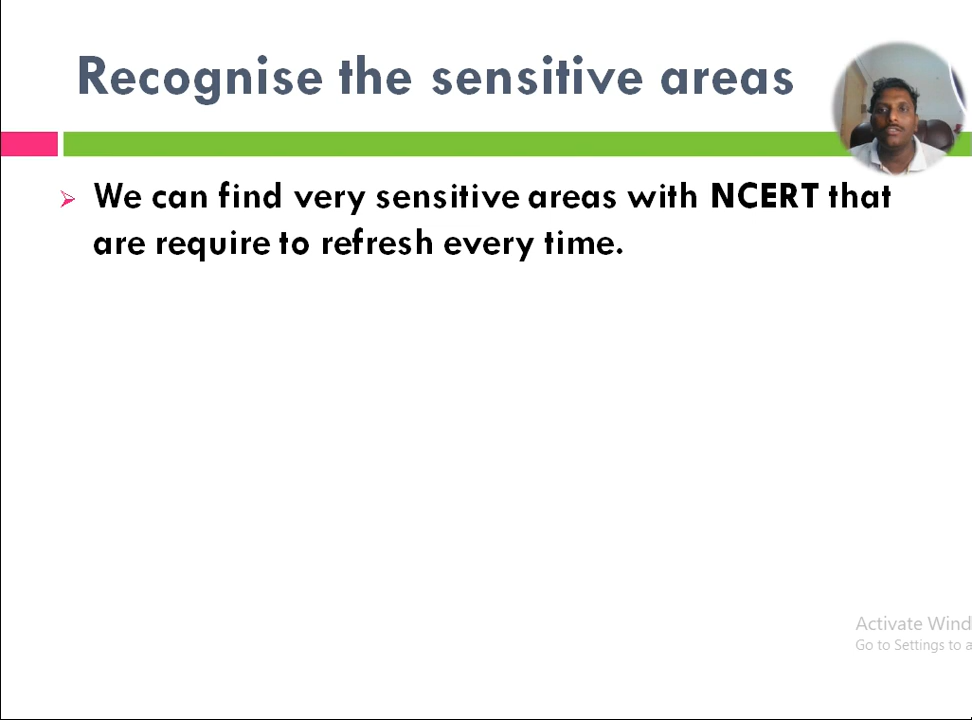 Recognise the sensitive areas
We can find very sensitive areas with NCERT that
are require to refresh every time.
Activate Wind
Go to Settings to a